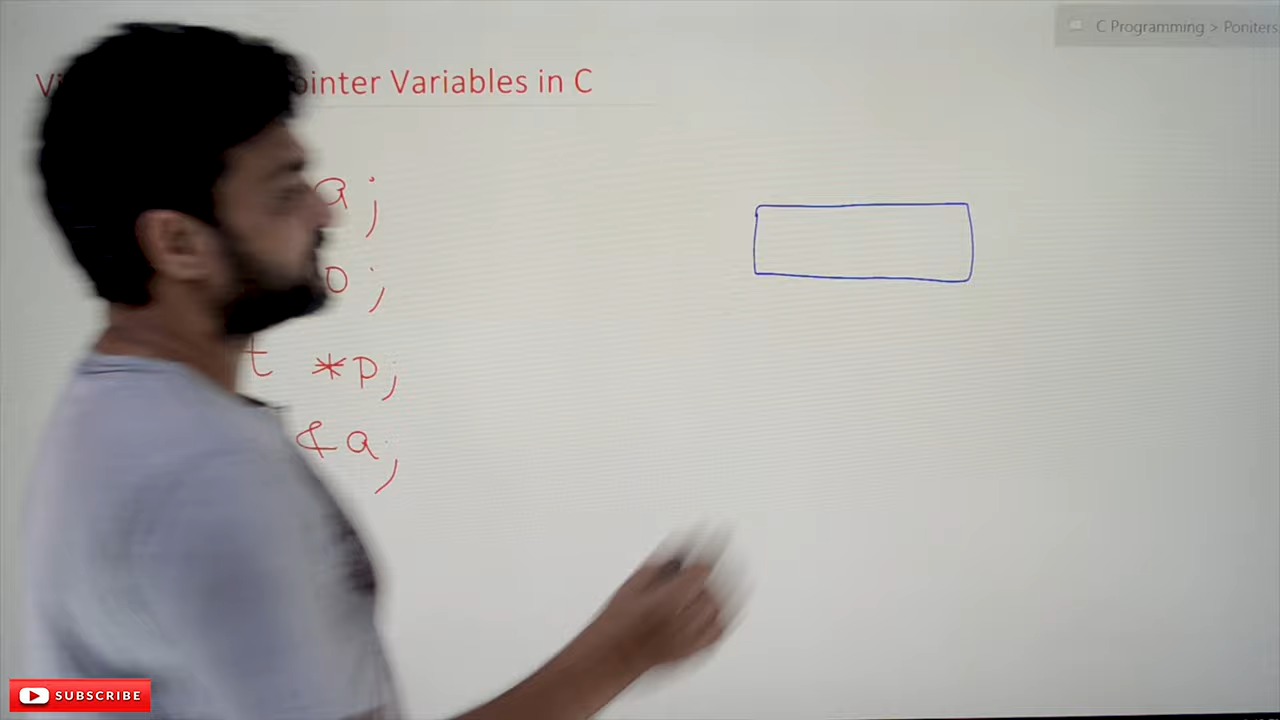 C Programming > Poniters
Pointer Variables in C
a;
0;
t *p;
&a;
SUBSCRIBE